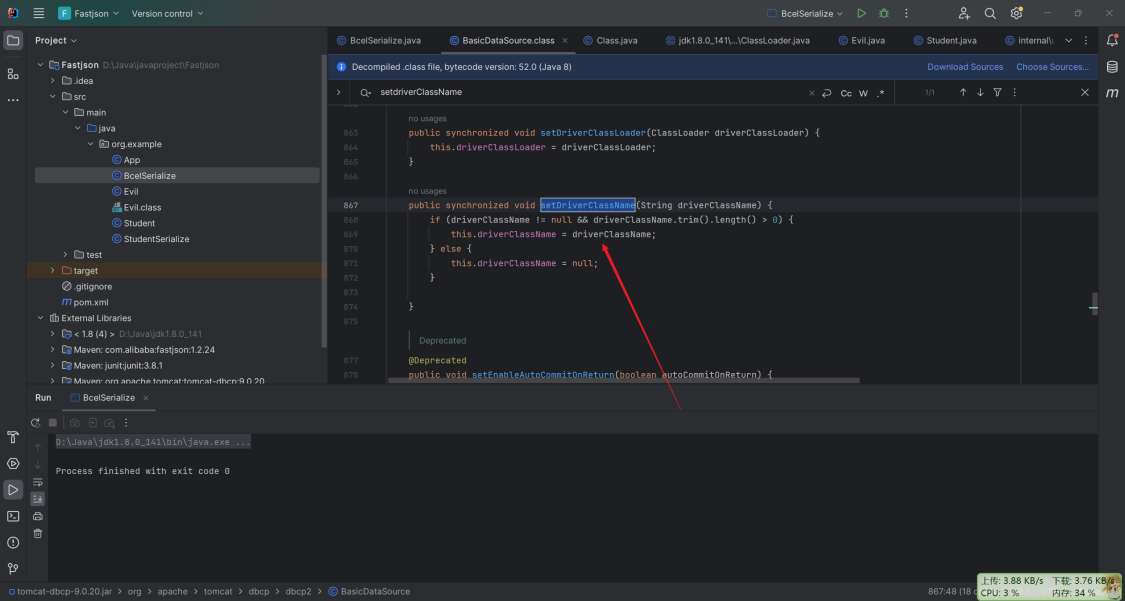 Fastjson
Version control
BcelSerialize
Project
BcelSerialize.java
BasicDataSource.class
Class.java
jdk1.8.0_141\...\ClassLoader.java
Evil.java
Student.java
internal\
Fastjson D:\Java\javaproject\Fastjson
.idea
src
main
java
org.example
App
BcelSerialize
Evil
Evil.class
Student
StudentSerialize
test
target
.gitignore
pom.xml
External Libraries
< 1.8 (4) > D:\Java\jdk1.8.0_141
Maven: com.alibaba:fastjson:1.2.24
Maven: junit:junit:3.8.1
Maven: org.apache.tomcat:tomcat-dbcp:9.0.20
Decompiled .class file, bytecode version: 52.0 (Java 8)
Download Sources
Choose Sources...
setdriverClassName
Cc
W
.*
1/1
no usages
863 public synchronized void setDriverClassLoader(ClassLoader driverClassLoader) {
864 this.driverClassLoader = driverClassLoader;
865 }
866
no usages
867 public synchronized void setDriverClassName(String driverClassName) {
868 if (driverClassName != null && driverClassName.trim().length() > 0) {
869 this.driverClassName = driverClassName;
870 } else {
871 this.driverClassName = null;
872 }
873
874 }
875
Deprecated
877 @Deprecated
878 public void setEnableAutoCommitOnReturn(boolean autoCommitOnReturn) {
Run
BcelSerialize
D:\Java\jdk1.8.0_141\bin\java.exe ...
Process finished with exit code 0
tomcat-dbcp-9.0.20.jar > org > apache > tomcat > dbcp > dbcp2 > BasicDataSource
867:48 (18 c
上传: 3.88 KB/s 下载: 3.76 KB/s
CPU: 3 % 内存: 34 %